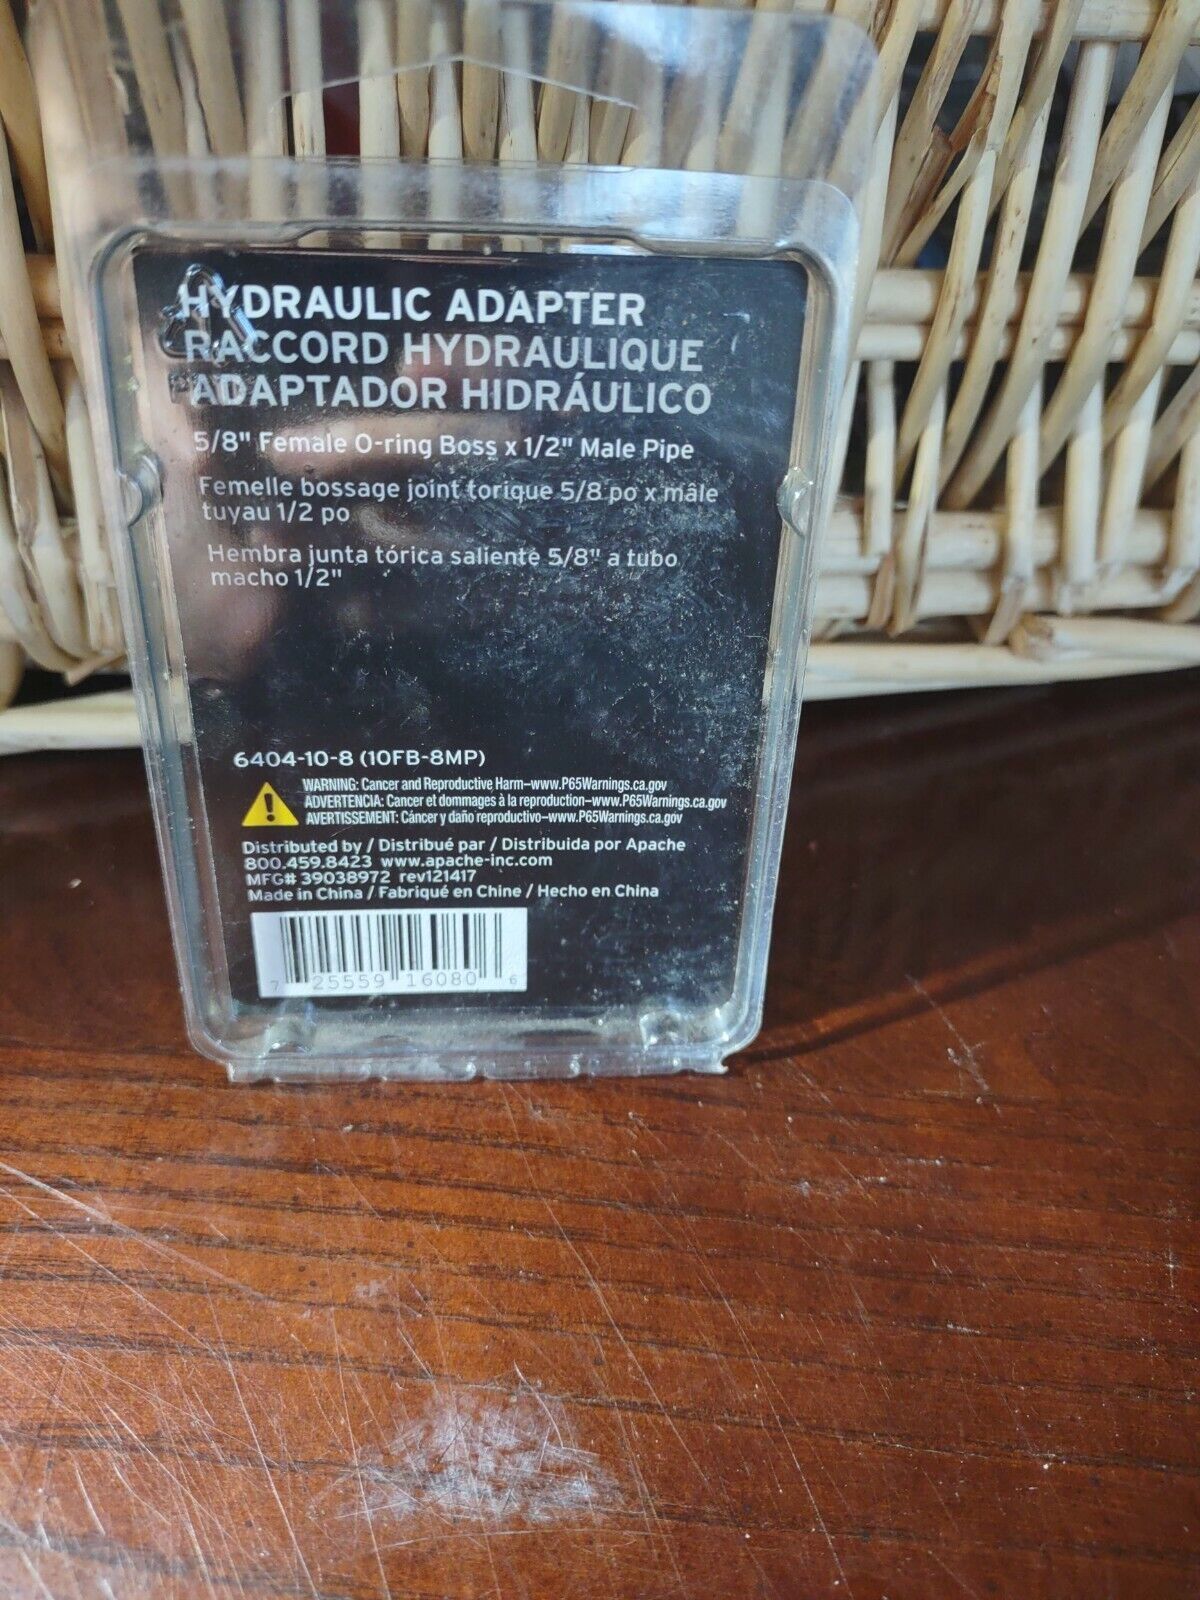 HYDRAULIC ADAPTER
RACCORD HYDRAULIQUE
ADAPTADOR HIDRÁULICO
5/8" Female O-ring Boss x 1/2" Male Pipe
Femelle bossage joint torique 5/8 po x mâle
tuyau 1/2 po
Hembra junta tórica saliente 5/8" a tubo
macho 1/2"
6404-10-8 (10FB-8MP)
WARNING: Cancer and Reproductive Harm–www.P65Warnings.ca.gov
ADVERTENCIA: Cancer et dommages à la reproduction–www.P65Warnings.ca.gov
AVERTISSEMENT: Cáncer y daño reproductivo–www.P65Warnings.ca.gov
Distributed by / Distribué par / Distribuida por Apache
800.459.8423 www.apache-inc.com
MFG# 39038972 rev121417
Made in China / Fabriqué en Chine / Hecho en China
7 25559 16080 6